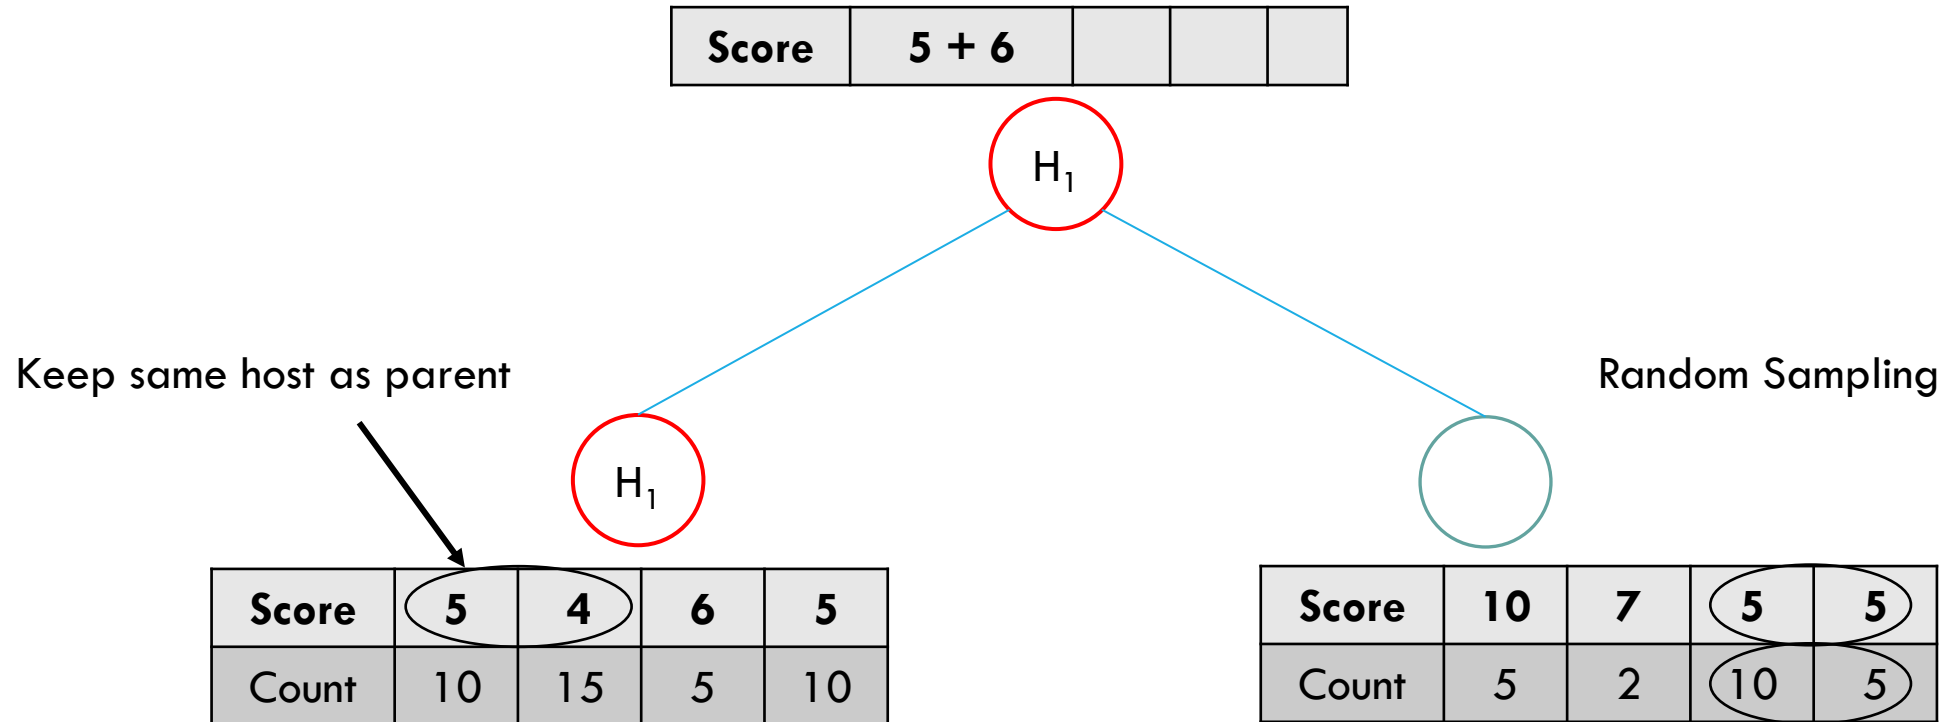 Score 5 + 6
H₁
Keep same host as parent
Random Sampling
H₁
Score 5 4 6 5
Count 10 15 5 10
Score 10 7 5 5
Count 5 2 10 5